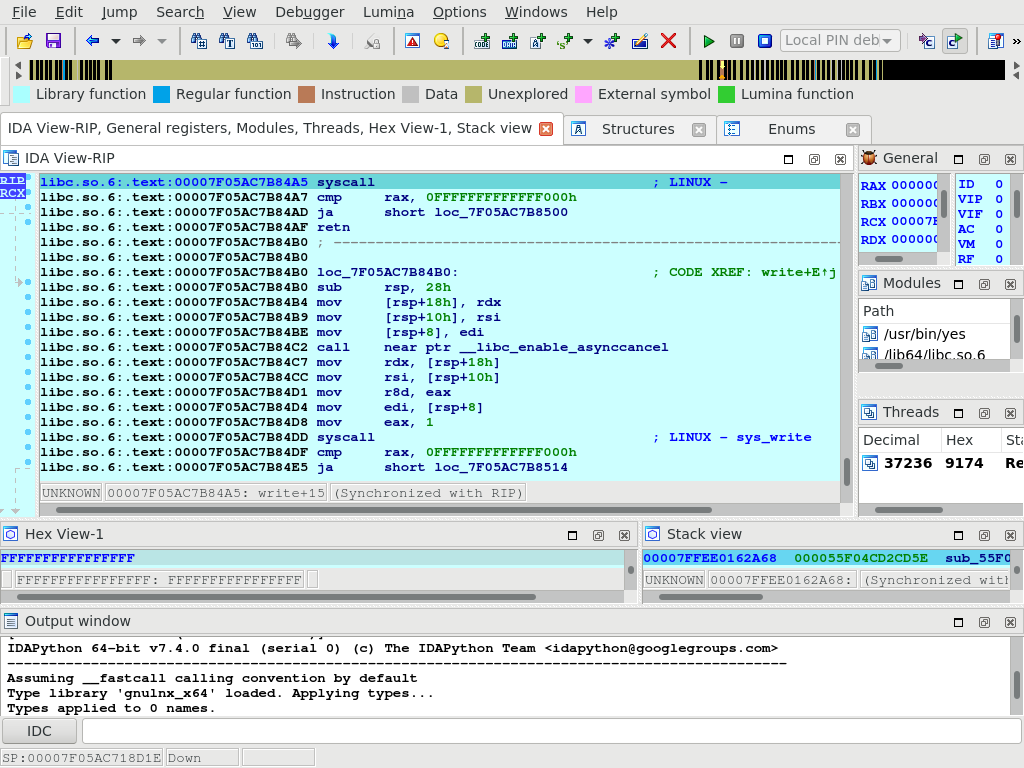 File Edit Jump Search View Debugger Lumina Options Windows Help
Local PIN deb
Library function Regular function Instruction Data Unexplored External symbol Lumina function
IDA View-RIP, General registers, Modules, Threads, Hex View-1, Stack view Structures Enums
IDA View-RIP
RIP
RCX
libc.so.6:.text:00007F05AC7B84A5 syscall ; LINUX -
libc.so.6:.text:00007F05AC7B84A7 cmp rax, 0FFFFFFFFFFFFF000h
libc.so.6:.text:00007F05AC7B84AD ja short loc_7F05AC7B8500
libc.so.6:.text:00007F05AC7B84AF retn
libc.so.6:.text:00007F05AC7B84B0 ; ---------------------------------------------------------------
libc.so.6:.text:00007F05AC7B84B0
libc.so.6:.text:00007F05AC7B84B0 loc_7F05AC7B84B0: ; CODE XREF: write+E↑j
libc.so.6:.text:00007F05AC7B84B0 sub rsp, 28h
libc.so.6:.text:00007F05AC7B84B4 mov [rsp+18h], rdx
libc.so.6:.text:00007F05AC7B84B9 mov [rsp+10h], rsi
libc.so.6:.text:00007F05AC7B84BE mov [rsp+8], edi
libc.so.6:.text:00007F05AC7B84C2 call near ptr __libc_enable_asynccancel
libc.so.6:.text:00007F05AC7B84C7 mov rdx, [rsp+18h]
libc.so.6:.text:00007F05AC7B84CC mov rsi, [rsp+10h]
libc.so.6:.text:00007F05AC7B84D1 mov r8d, eax
libc.so.6:.text:00007F05AC7B84D4 mov edi, [rsp+8]
libc.so.6:.text:00007F05AC7B84D8 mov eax, 1
libc.so.6:.text:00007F05AC7B84DD syscall ; LINUX - sys_write
libc.so.6:.text:00007F05AC7B84DF cmp rax, 0FFFFFFFFFFFFF000h
libc.so.6:.text:00007F05AC7B84E5 ja short loc_7F05AC7B8514
UNKNOWN 00007F05AC7B84A5: write+15 (Synchronized with RIP)
General
RAX 000000
RBX 000000
RCX 00007F
RDX 000000
ID 0
VIP 0
VIF 0
AC 0
VM 0
RF 0
Modules
Path
/usr/bin/yes
/lib64/libc.so.6
Threads
Decimal Hex Sta
37236 9174 Re
Hex View-1
FFFFFFFFFFFFFFFF
FFFFFFFFFFFFFFFF: FFFFFFFFFFFFFFFF
Stack view
00007FFEE0162A68 000055F04CD2CD5E sub_55F0
UNKNOWN 00007FFEE0162A68: (Synchronized with
Output window
IDAPython 64-bit v7.4.0 final (serial 0) (c) The IDAPython Team <idapython@googlegroups.com>
---------------------------------------------------------------------------------------------
Assuming __fastcall calling convention by default
Type library 'gnulnx_x64' loaded. Applying types...
Types applied to 0 names.
IDC
SP:00007F05AC718D1E Down